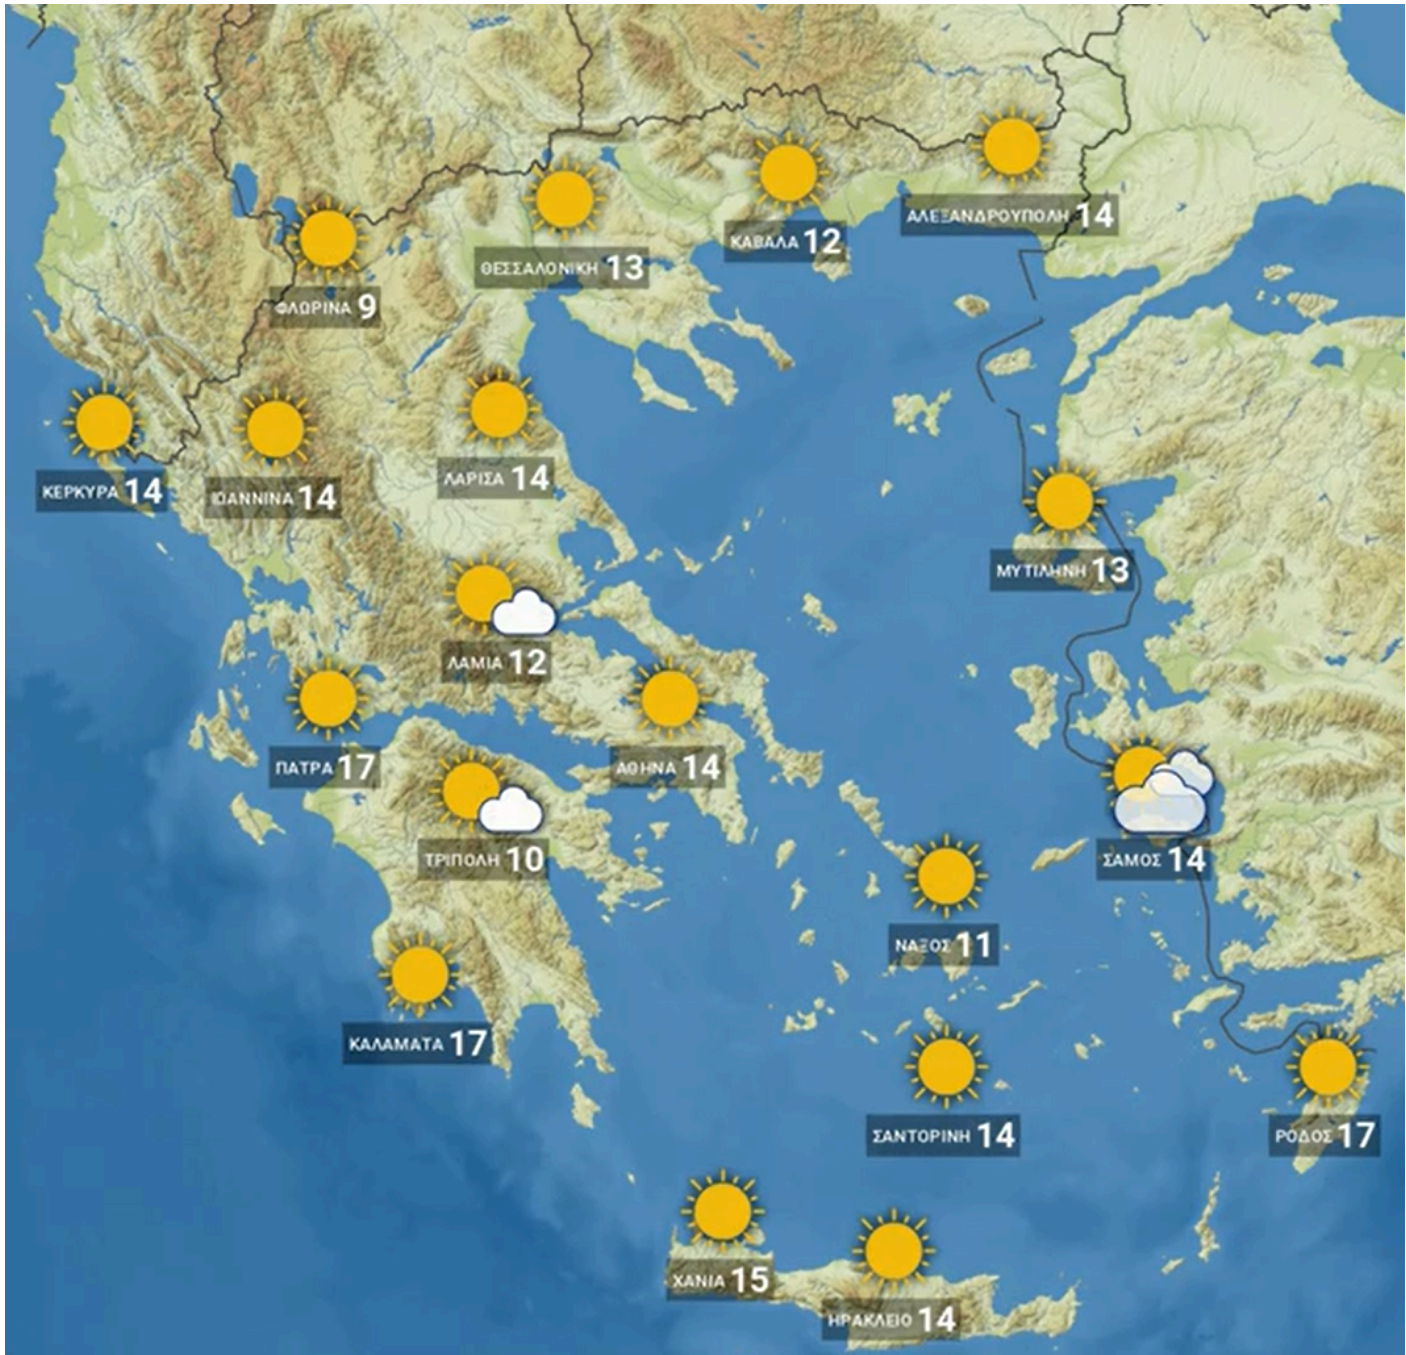 ΑΛΕΞΑΝΔΡΟΥΠΟΛΗ 14
ΚΑΒΑΛΑ 12
ΘΕΣΣΑΛΟΝΙΚΗ 13
ΦΛΩΡΙΝΑ 9
ΛΑΡΙΣΑ 14
ΚΕΡΚΥΡΑ 14
ΙΩΑΝΝΙΝΑ 14
ΜΥΤΙΛΗΝΗ 13
ΛΑΜΙΑ 12
ΠΑΤΡΑ 17
ΑΘΗΝΑ 14
ΤΡΙΠΟΛΗ 10
ΣΑΜΟΣ 14
ΝΑΞΟΣ 11
ΚΑΛΑΜΑΤΑ 17
ΣΑΝΤΟΡΙΝΗ 14
ΡΟΔΟΣ 17
ΧΑΝΙΑ 15
ΗΡΑΚΛΕΙΟ 14